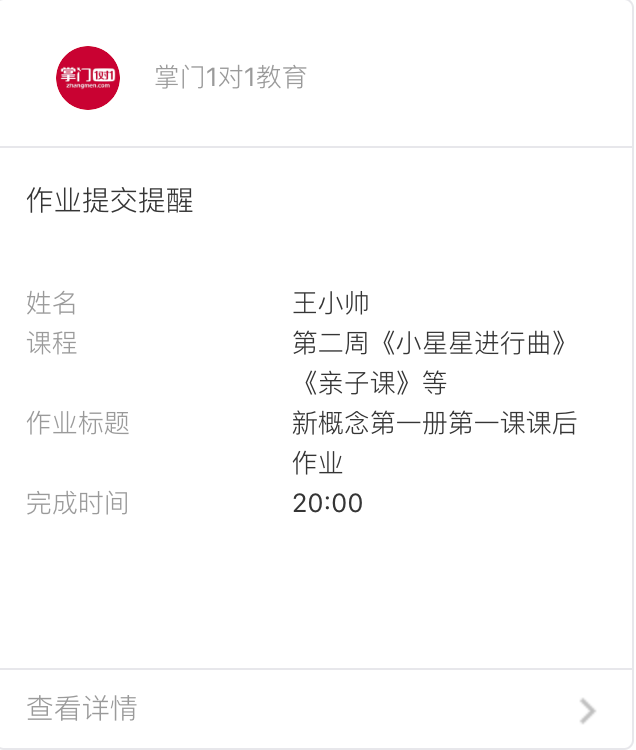 掌门1对1
zhangmen.com
掌门1对1教育
作业提交提醒
姓名 王小帅
课程 第二周《小星星进行曲》
《亲子课》等
作业标题 新概念第一册第一课课后
作业
完成时间 20:00
查看详情